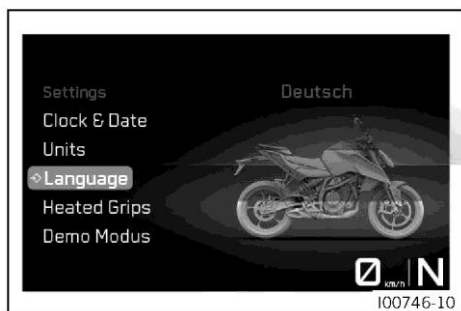 Settings
Deutsch
Clock & Date
Units
Language
Heated Grips
Demo Modus
0 km/h N
I00746-10